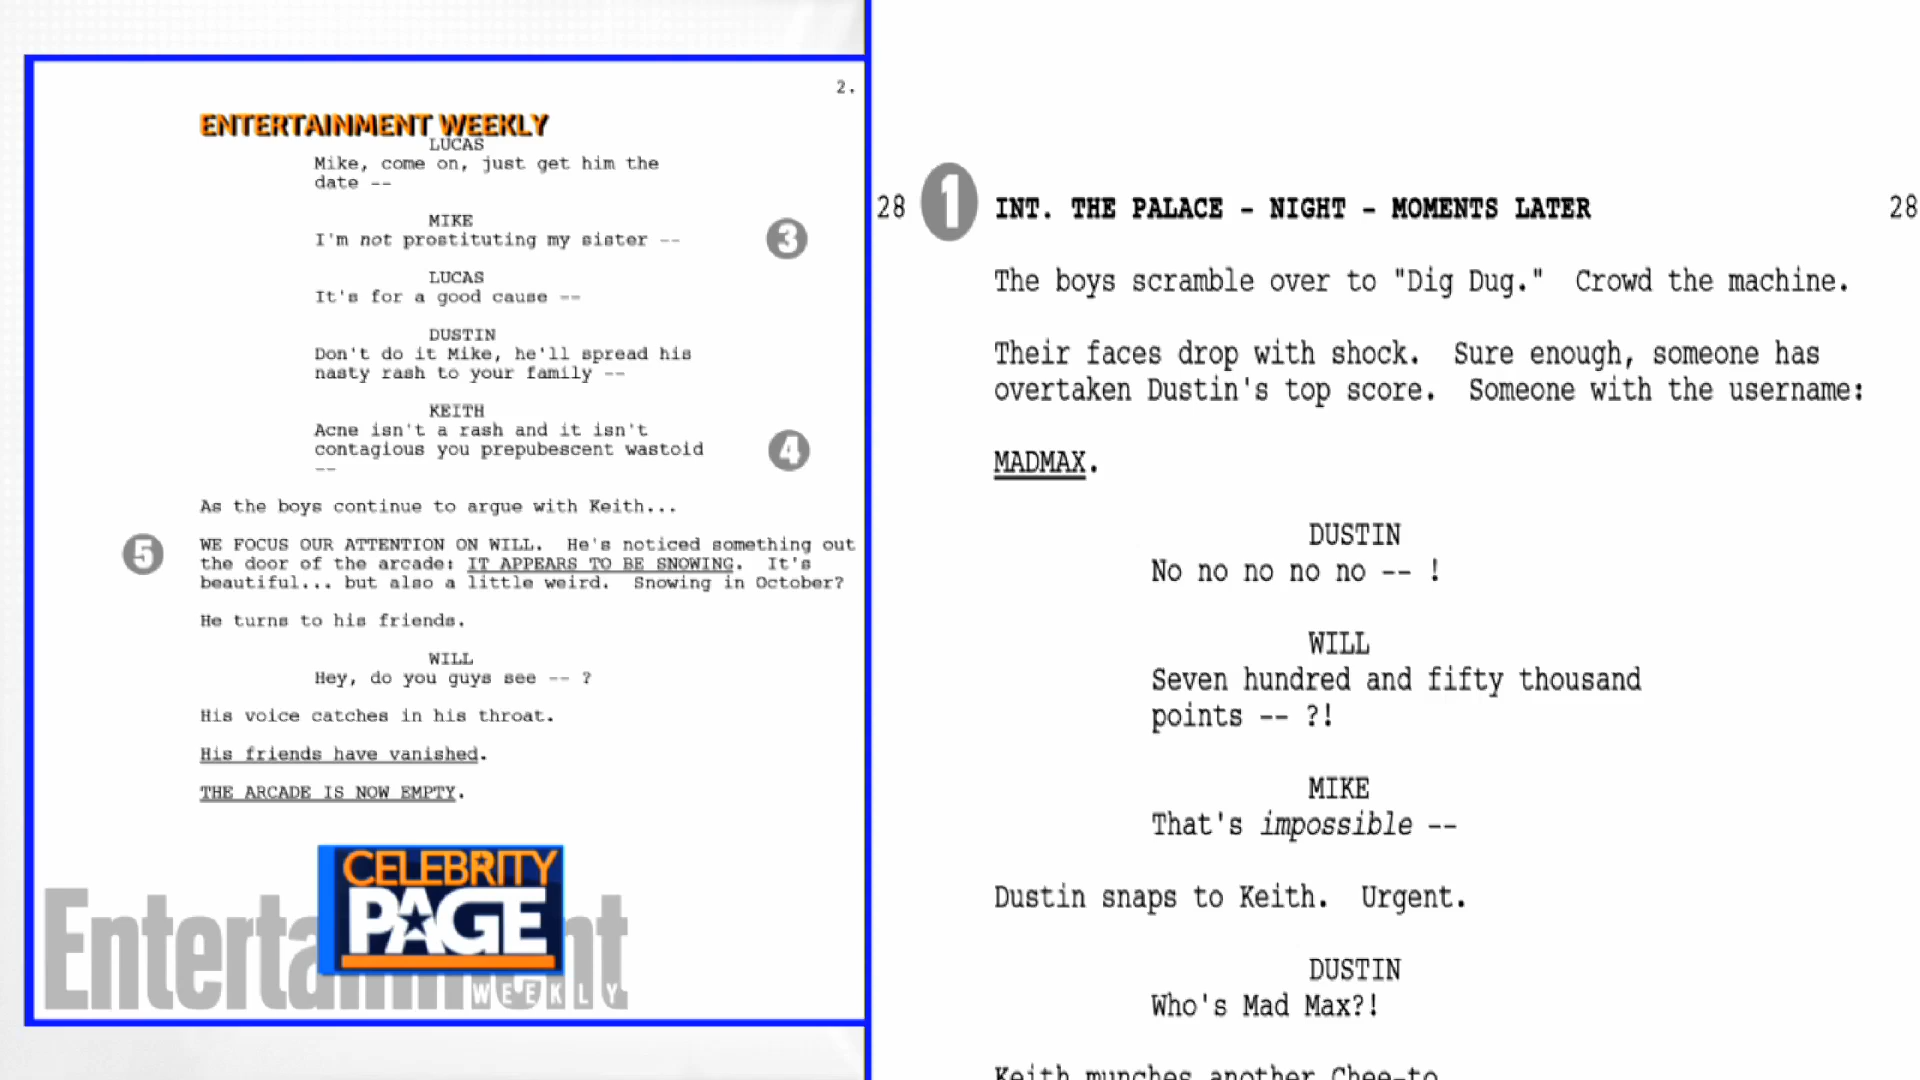 2.
ENTERTAINMENT WEEKLY
LUCAS
Mike, come on, just get him the
date --
MIKE
I'm not prostituting my sister --
3
LUCAS
It's for a good cause --
DUSTIN
Don't do it Mike, he'll spread his
nasty rash to your family --
KEITH
Acne isn't a rash and it isn't
contagious you prepubescent wastoid
--
4
As the boys continue to argue with Keith...
5
WE FOCUS OUR ATTENTION ON WILL. He's noticed something out
the door of the arcade: IT APPEARS TO BE SNOWING. It's
beautiful... but also a little weird. Snowing in October?
He turns to his friends.
WILL
Hey, do you guys see -- ?
His voice catches in his throat.
His friends have vanished.
THE ARCADE IS NOW EMPTY.
CELEBRITY
PAGE
WEEKLY
28 1 INT. THE PALACE - NIGHT - MOMENTS LATER 28
The boys scramble over to "Dig Dug." Crowd the machine.
Their faces drop with shock. Sure enough, someone has
overtaken Dustin's top score. Someone with the username:
MADMAX.
DUSTIN
No no no no no -- !
WILL
Seven hundred and fifty thousand
points -- ?!
MIKE
That's impossible --
Dustin snaps to Keith. Urgent.
DUSTIN
Who's Mad Max?!
Keith munches another Chee-to